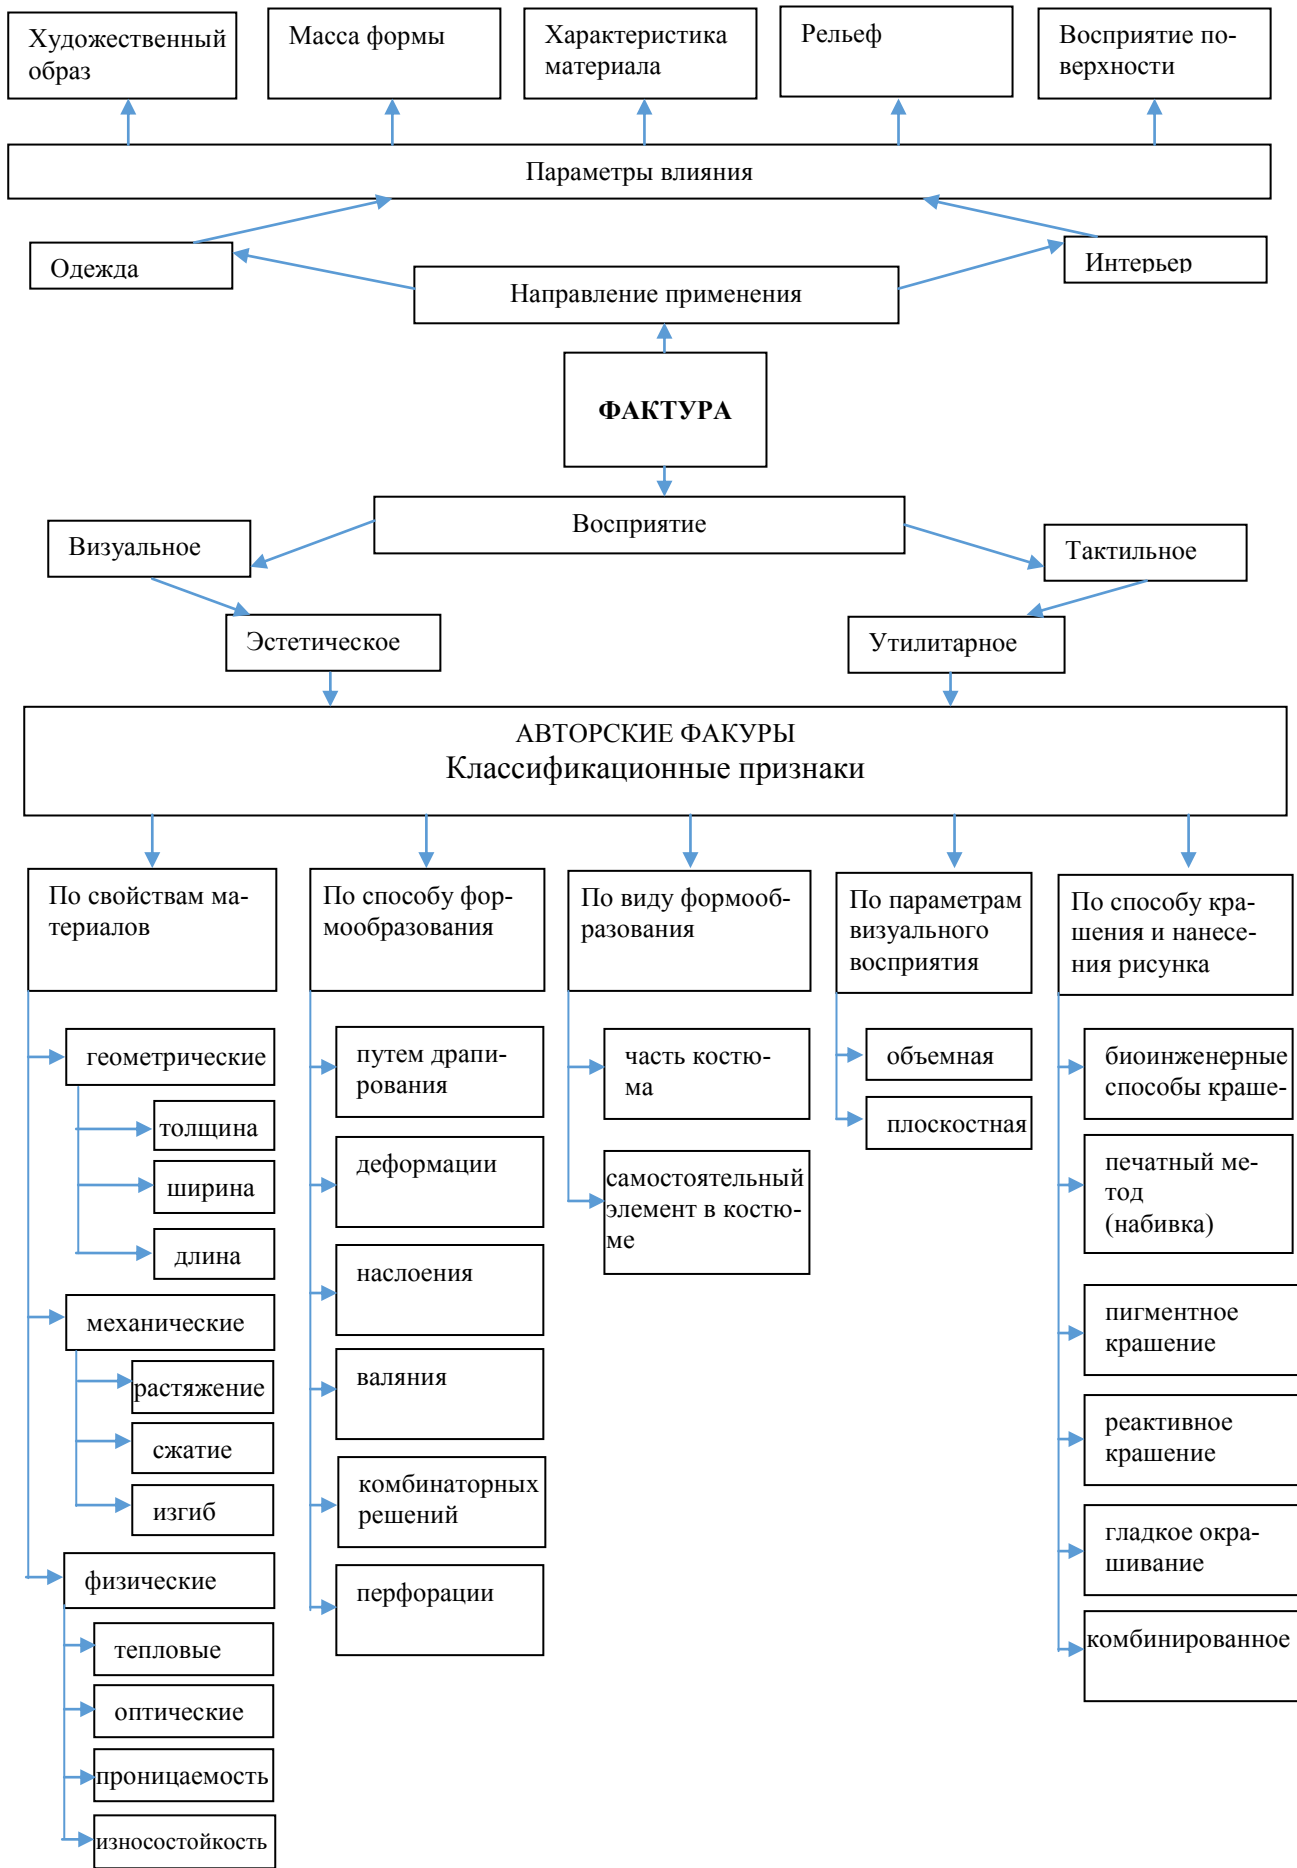 Художественный
образ
Масса формы
Характеристика
материала
Рельеф
Восприятие по-
верхности
Параметры влияния
Одежда
Интерьер
Направление применения
ФАКТУРА
Восприятие
Визуальное
Тактильное
Эстетическое
Утилитарное
АВТОРСКИЕ ФАКУРЫ
Классификационные признаки
По свойствам ма-
териалов
геометрические
толщина
ширина
длина
механические
растяжение
сжатие
изгиб
физические
тепловые
оптические
проницаемость
износостойкость
По способу фор-
мообразования
путем драпи-
рования
деформации
наслоения
валяния
комбинаторных
решений
перфорации
По виду формооб-
разования
часть костю-
ма
самостоятельный
элемент в костю-
ме
По параметрам
визуального
восприятия
объемная
плоскостная
По способу кра-
шения и нанесе-
ния рисунка
биоинженерные
способы краше-
печатный ме-
тод
(набивка)
пигментное
крашение
реактивное
крашение
гладкое окра-
шивание
комбинированное